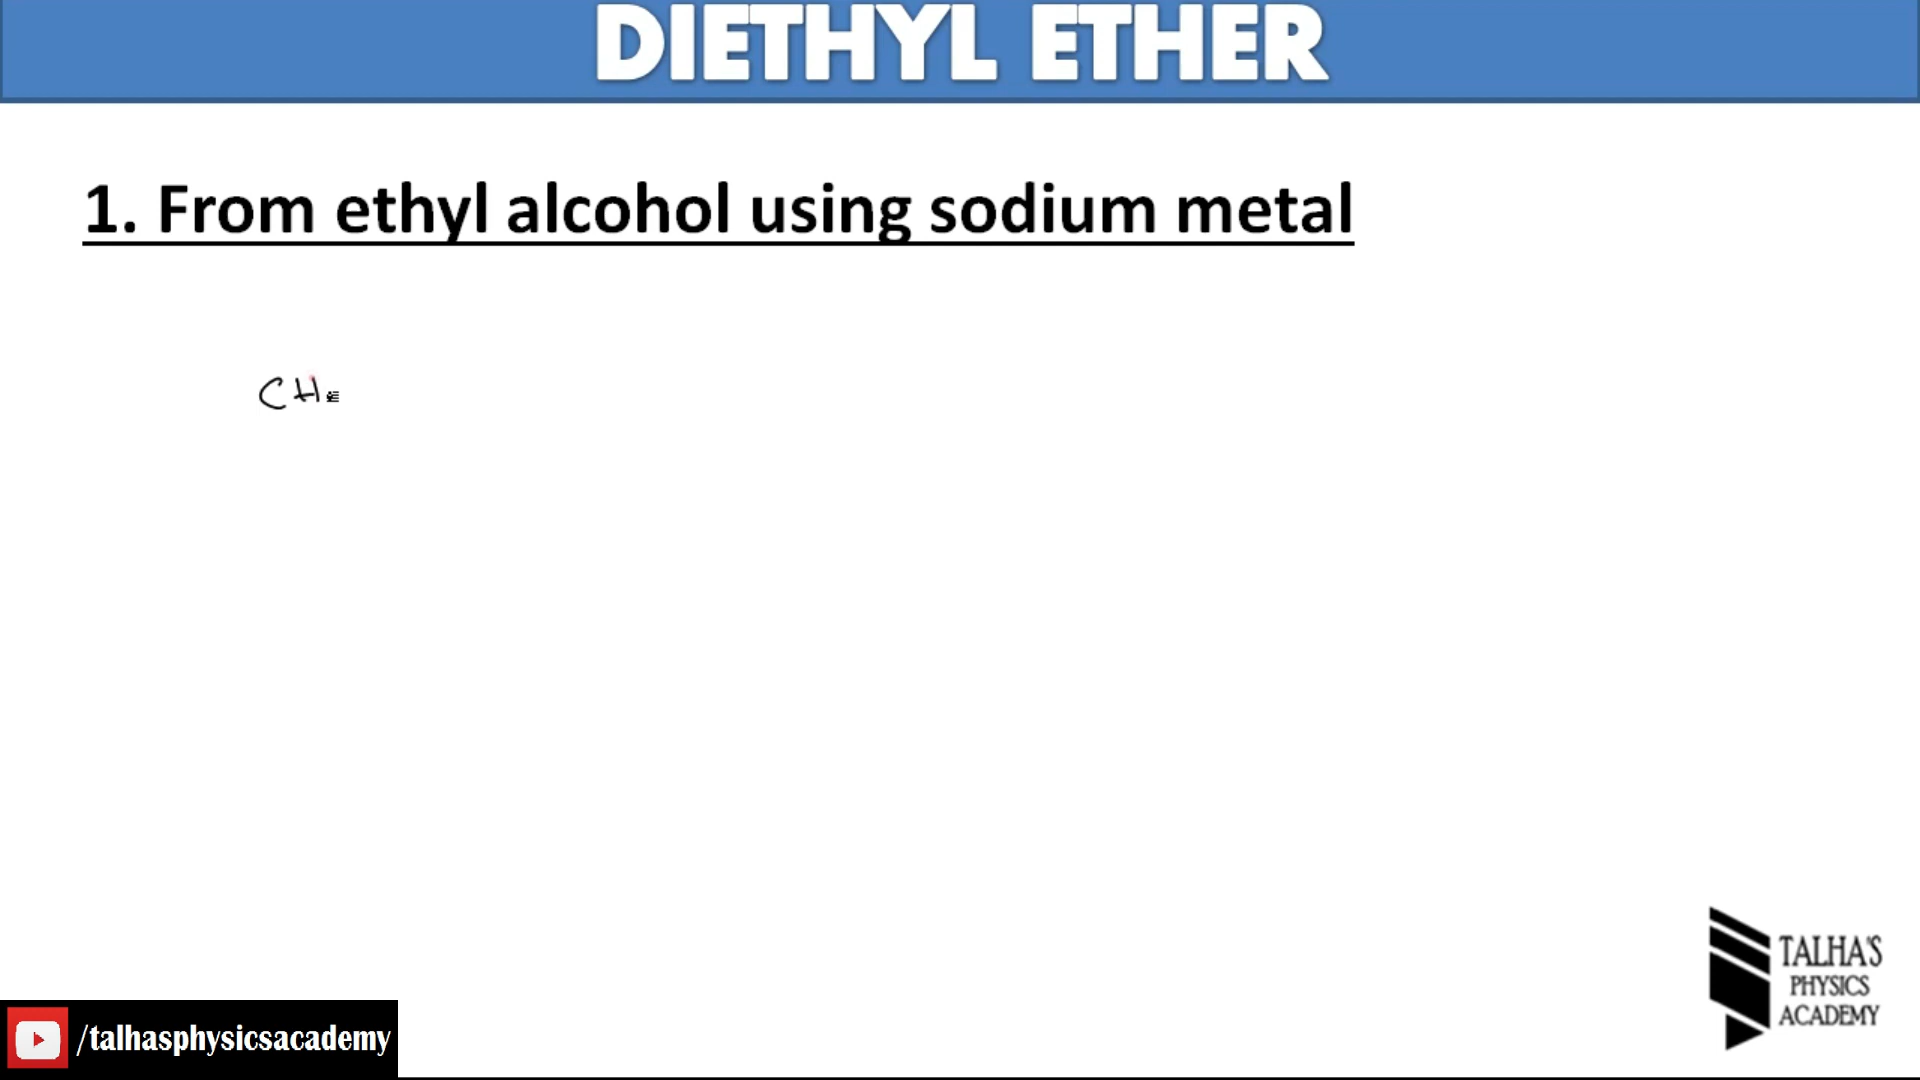 DIETHYL ETHER
1. From ethyl alcohol using sodium metal
CH
TALHA'S
PHYSICS
ACADEMY
/talhasphysicsacademy